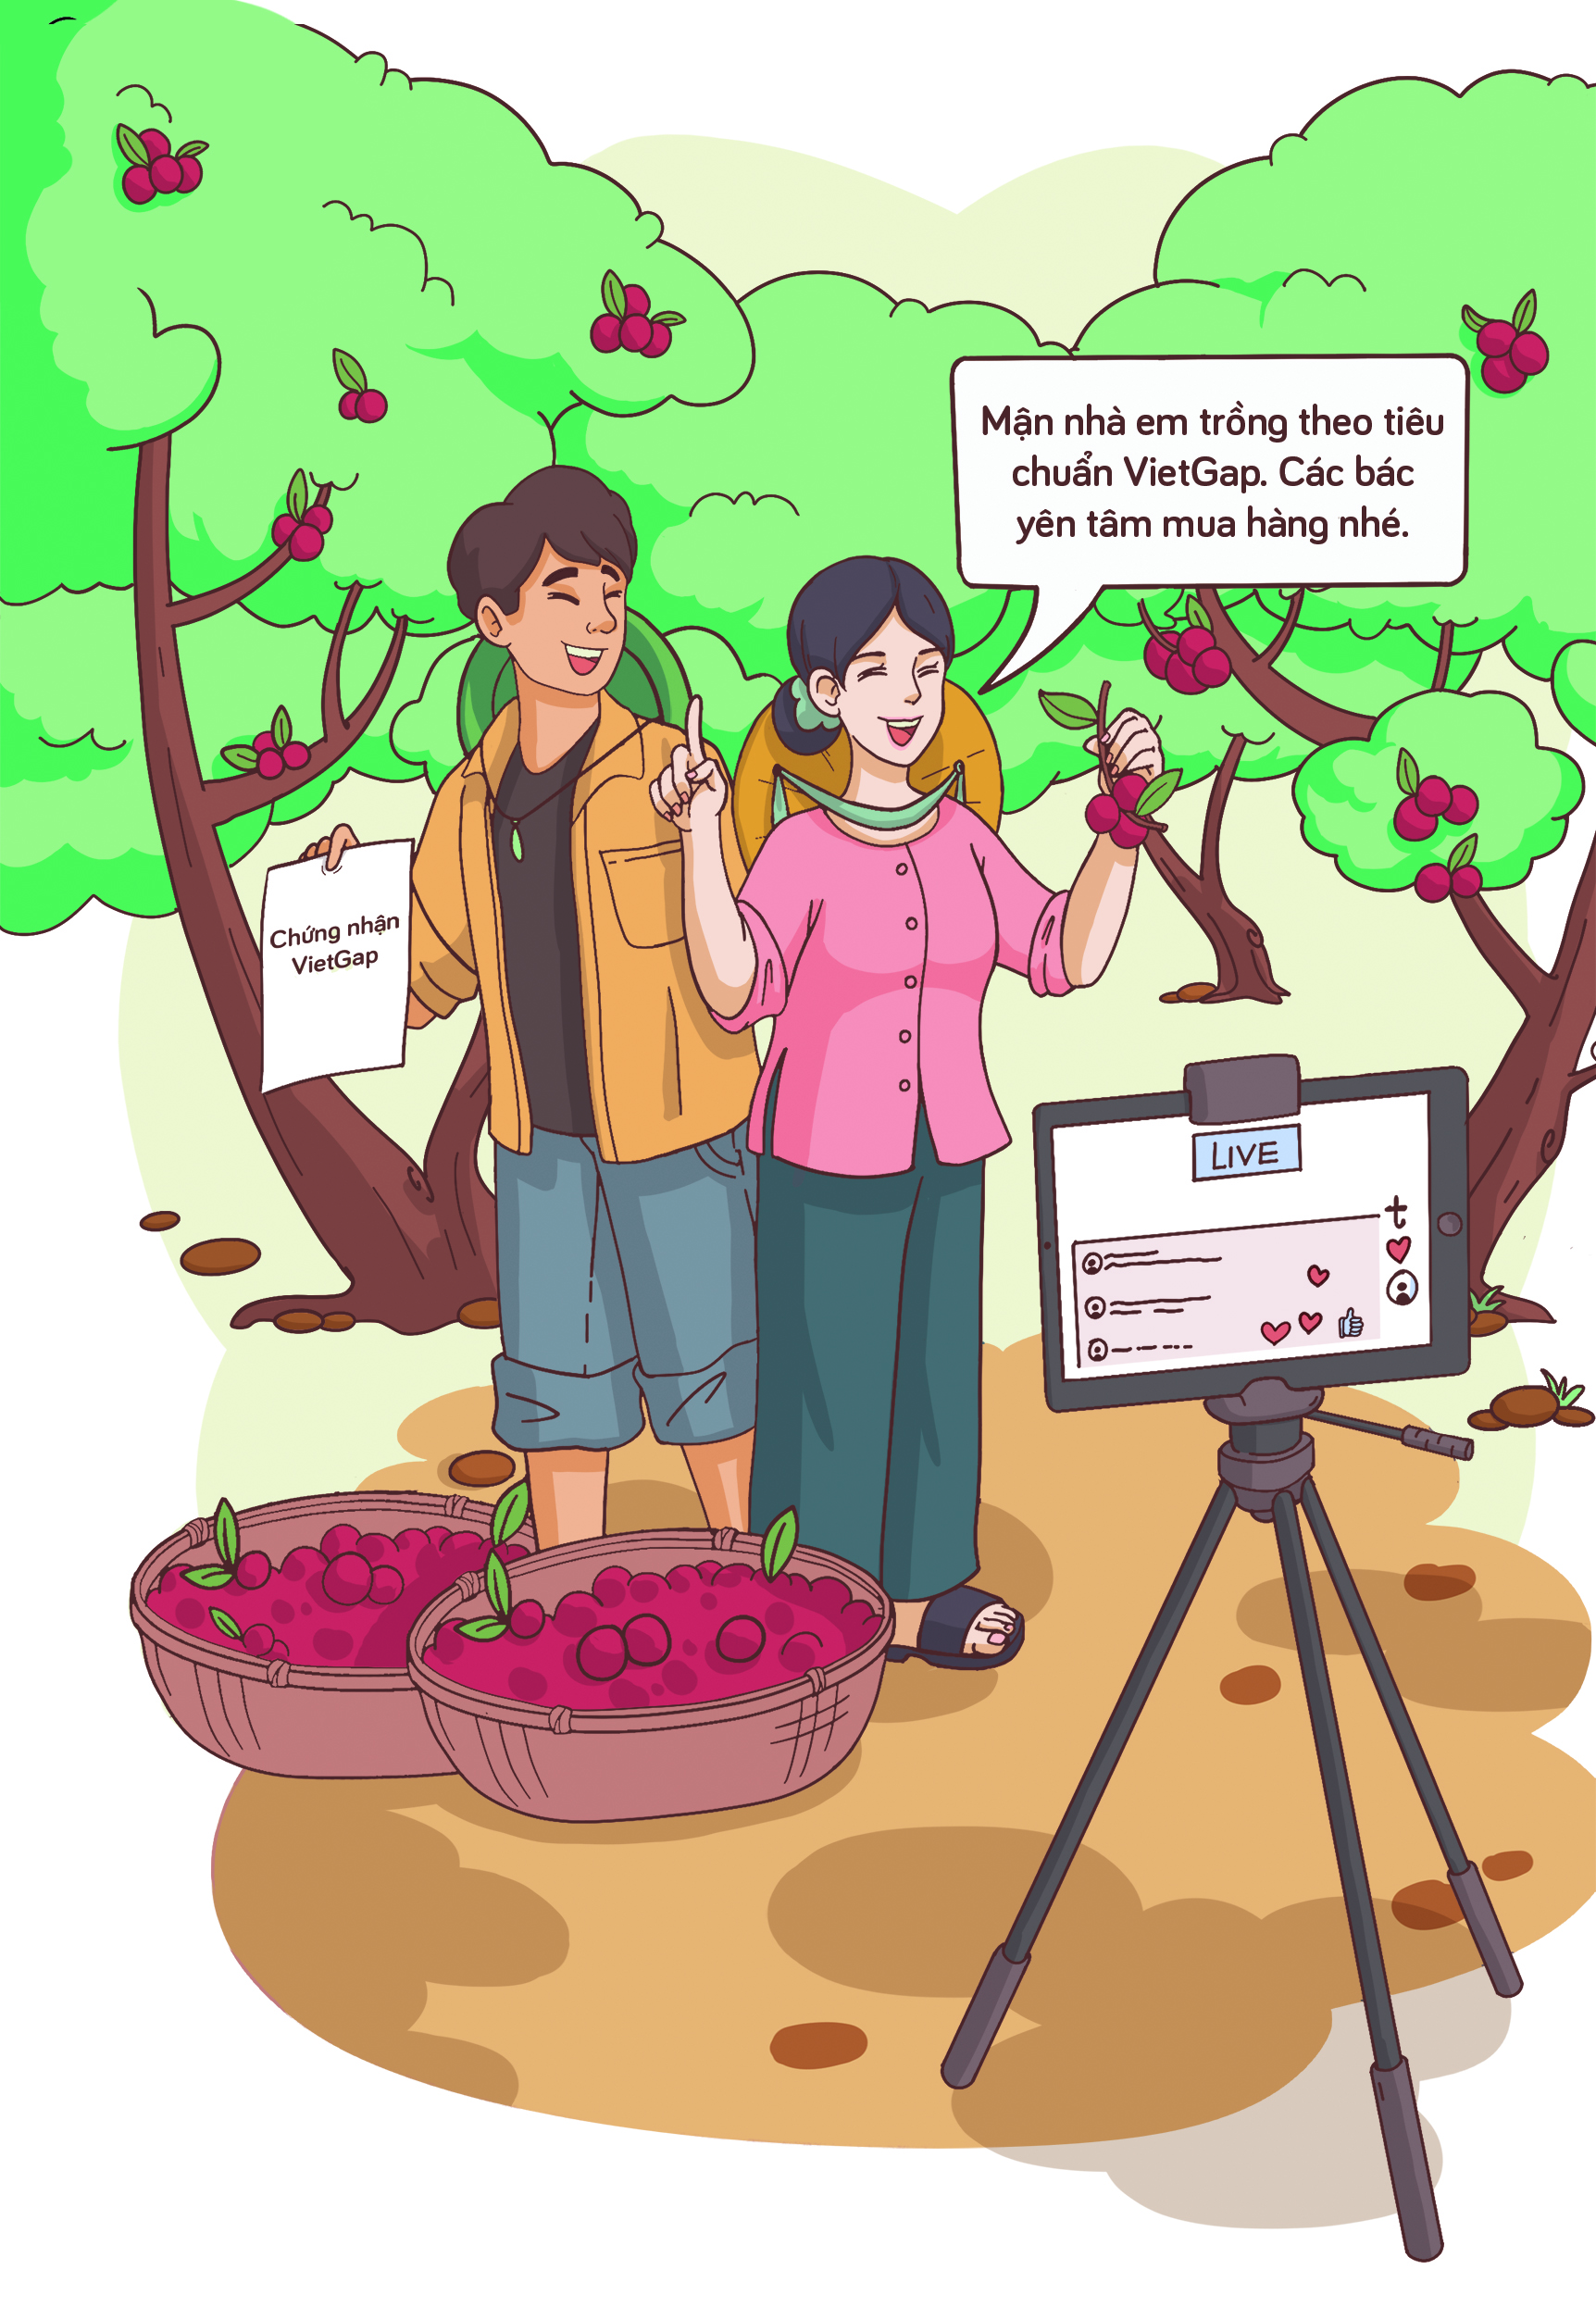 Mận nhà em trồng theo tiêu
chuẩn VietGap. Các bác
yên tâm mua hàng nhé.
Chứng nhận
VietGap
LIVE
t